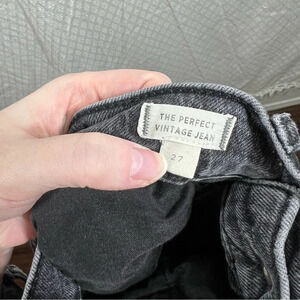 THE PERFECT
VINTAGE JEAN
27